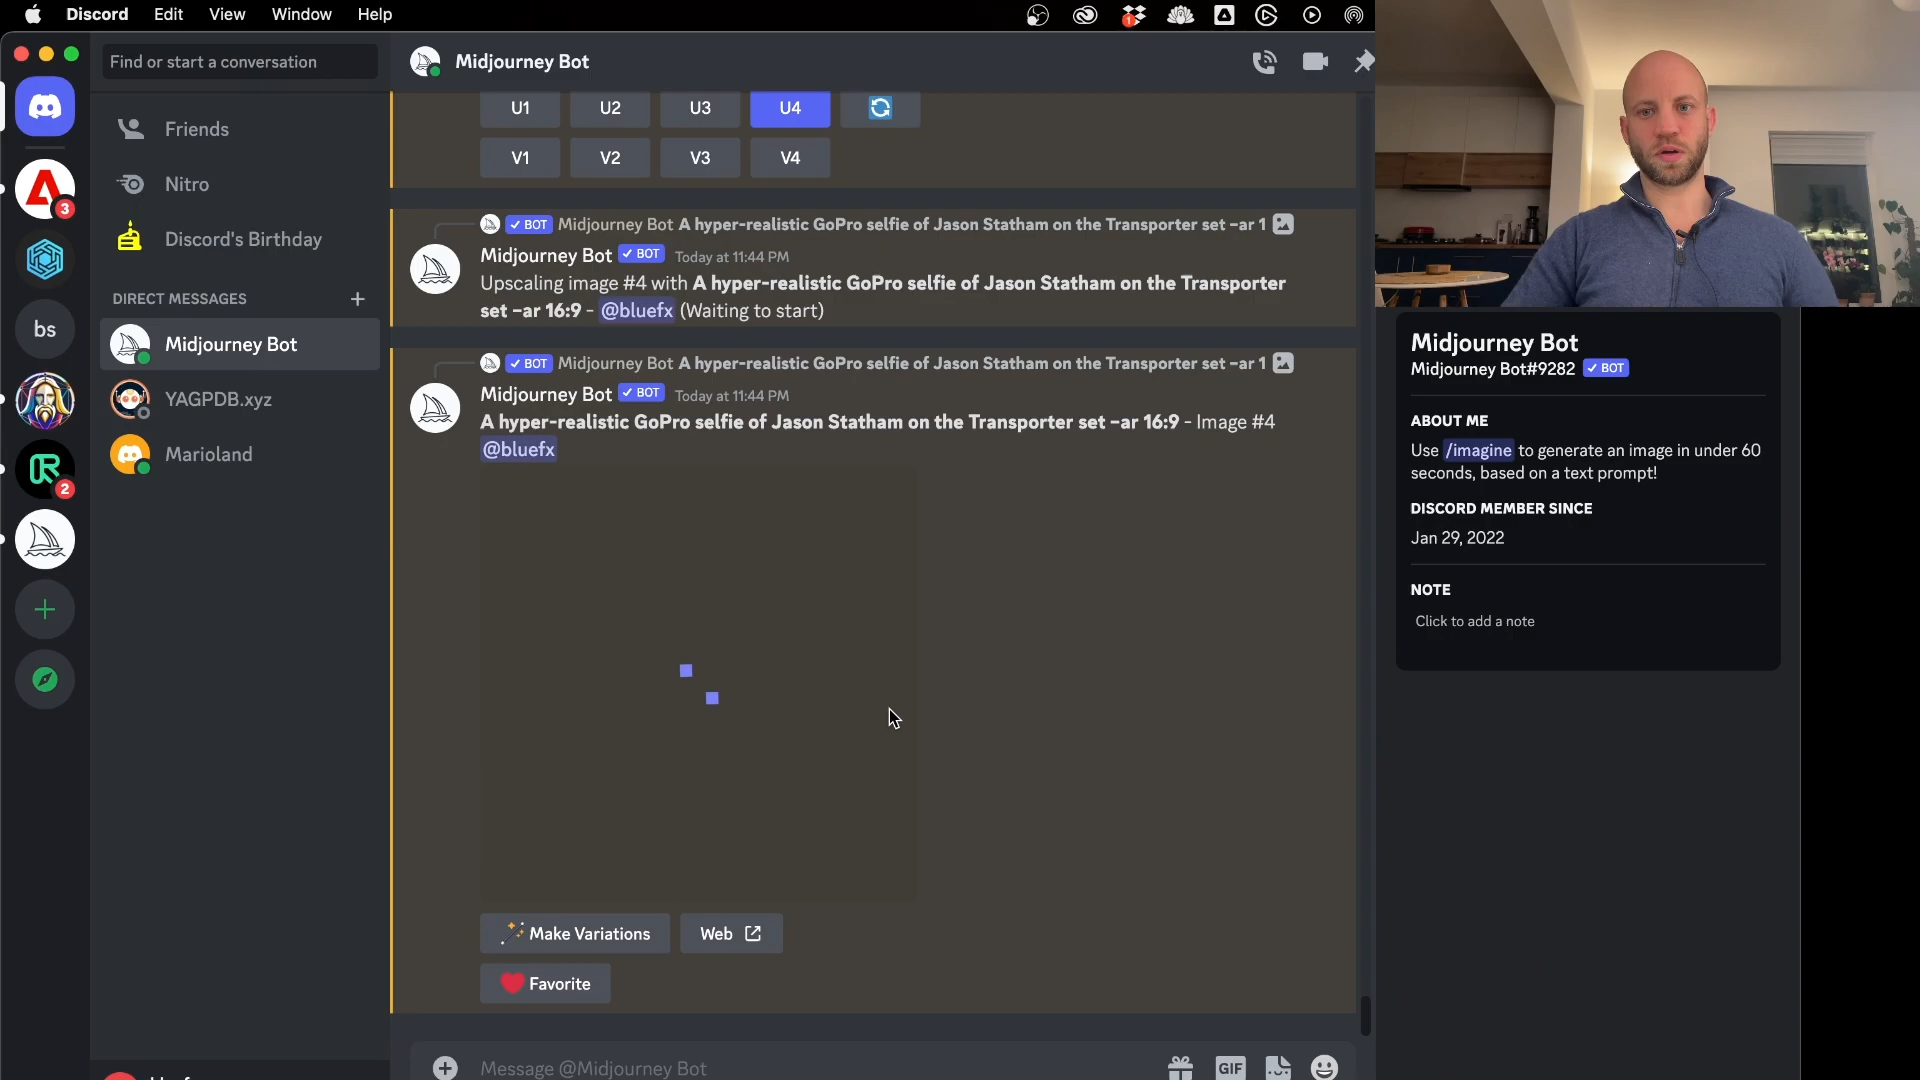 Discord Edit View Window Help
1
Find or start a conversation
Friends
Nitro
Discord's Birthday
DIRECT MESSAGES
Midjourney Bot
YAGPDB.xyz
Marioland
3
bs
2
Midjourney Bot
U1 U2 U3 U4
V1 V2 V3 V4
BOT Midjourney Bot A hyper-realistic GoPro selfie of Jason Statham on the Transporter set –ar 1
Midjourney Bot BOT Today at 11:44 PM
Upscaling image #4 with A hyper-realistic GoPro selfie of Jason Statham on the Transporter
set –ar 16:9 - @bluefx (Waiting to start)
BOT Midjourney Bot A hyper-realistic GoPro selfie of Jason Statham on the Transporter set –ar 1
Midjourney Bot BOT Today at 11:44 PM
A hyper-realistic GoPro selfie of Jason Statham on the Transporter set –ar 16:9 - Image #4
@bluefx
Make Variations Web
Favorite
Message @Midjourney Bot
GIF
Midjourney Bot
Midjourney Bot#9282 BOT
ABOUT ME
Use /imagine to generate an image in under 60
seconds, based on a text prompt!
DISCORD MEMBER SINCE
Jan 29, 2022
NOTE
Click to add a note